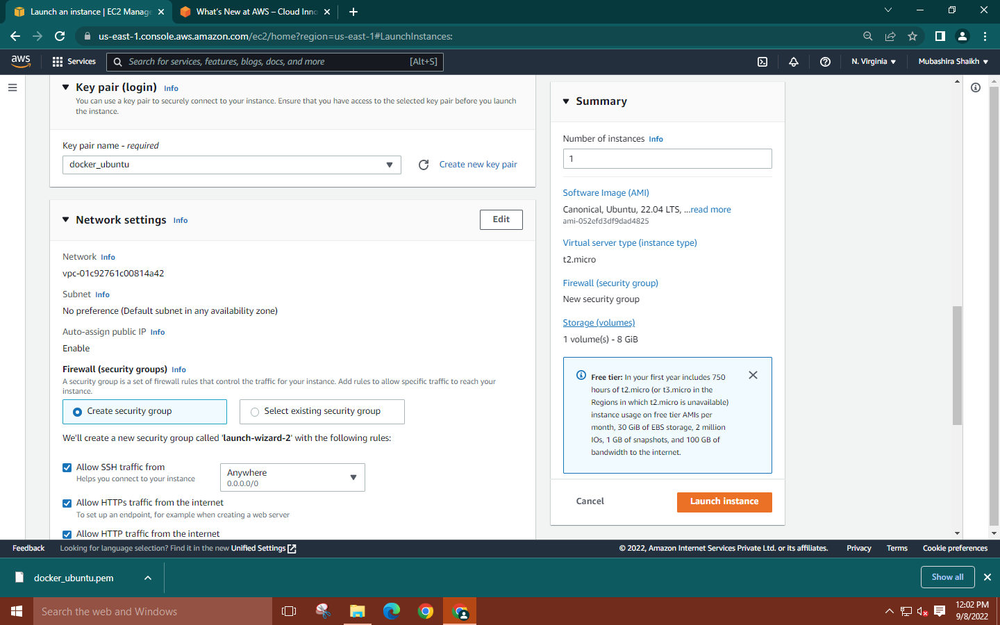 Launch an instance | EC2 Manage
What's New at AWS – Cloud Inno
us-east-1.console.aws.amazon.com/ec2/home?region=us-east-1#LaunchInstances:
aws
Services
Search for services, features, blogs, docs, and more
[Alt+S]
N. Virginia
Mubashira Shaikh
Key pair (login) Info
You can use a key pair to securely connect to your instance. Ensure that you have access to the selected key pair before you launch
the instance.
Key pair name - required
docker_ubuntu
Create new key pair
Network settings Info
Edit
Network Info
vpc-01c92761c00814a42
Subnet Info
No preference (Default subnet in any availability zone)
Auto-assign public IP Info
Enable
Firewall (security groups) Info
A security group is a set of firewall rules that control the traffic for your instance. Add rules to allow specific traffic to reach your
instance.
Create security group
Select existing security group
We'll create a new security group called 'launch-wizard-2' with the following rules:
Allow SSH traffic from
Helps you connect to your instance
Anywhere
0.0.0.0/0
Allow HTTPs traffic from the internet
To set up an endpoint, for example when creating a web server
Allow HTTP traffic from the internet
Summary
Number of instances Info
1
Software Image (AMI)
Canonical, Ubuntu, 22.04 LTS, ...read more
ami-052efd3df9dad4825
Virtual server type (instance type)
t2.micro
Firewall (security group)
New security group
Storage (volumes)
1 volume(s) - 8 GiB
Free tier: In your first year includes 750
hours of t2.micro (or t3.micro in the
Regions in which t2.micro is unavailable)
instance usage on free tier AMIs per
month, 30 GiB of EBS storage, 2 million
IOs, 1 GB of snapshots, and 100 GB of
bandwidth to the internet.
Cancel
Launch instance
Feedback
Looking for language selection? Find it in the new Unified Settings
© 2022, Amazon Internet Services Private Ltd. or its affiliates.
Privacy
Terms
Cookie preferences
docker_ubuntu.pem
Show all
Search the web and Windows
12:02 PM
9/8/2022